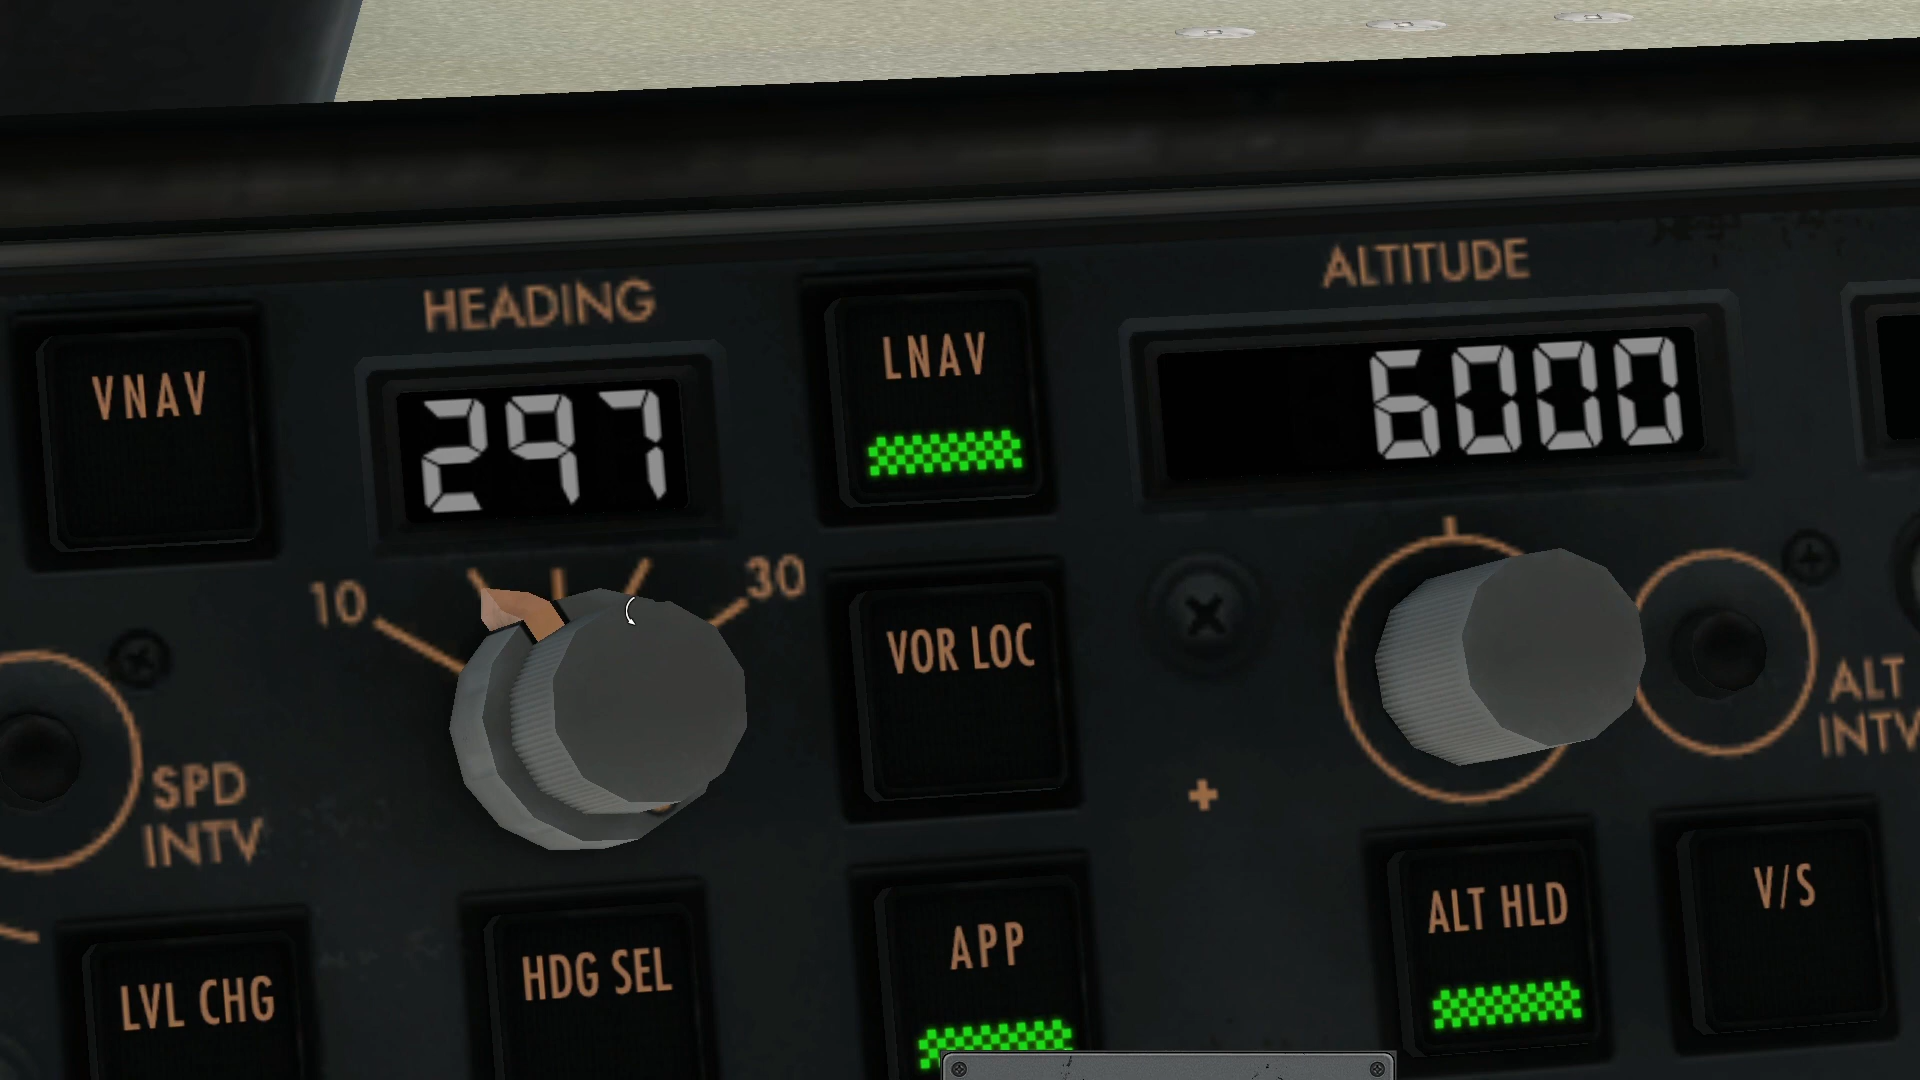 HEADING
ALTITUDE
VNAV
297
LNAV
6000
10
30
VOR LOC
SPD
INTV
ALT
INTV
LVL CHG
HDG SEL
APP
ALT HLD
V/S